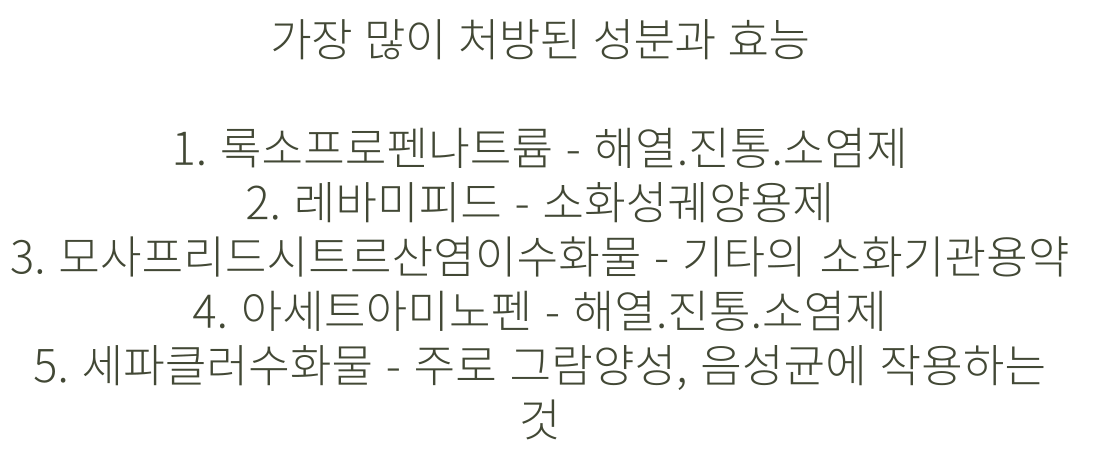 가장 많이 처방된 성분과 효능
1. 록소프로펜나트륨 - 해열.진통.소염제
2. 레바미피드 - 소화성궤양용제
3. 모사프리드시트르산염이수화물 - 기타의 소화기관용약
4. 아세트아미노펜 - 해열.진통.소염제
5. 세파클러수화물 - 주로 그람양성, 음성균에 작용하는
것